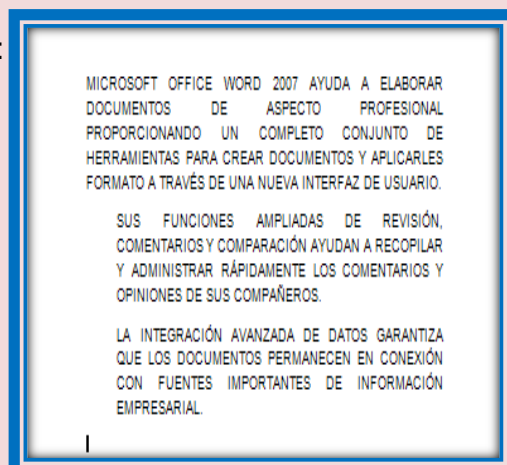 :
MICROSOFT OFFICE WORD 2007 AYUDA A ELABORAR
DOCUMENTOS DE ASPECTO PROFESIONAL
PROPORCIONANDO UN COMPLETO CONJUNTO DE
HERRAMIENTAS PARA CREAR DOCUMENTOS Y APLICARLES
FORMATO A TRAVÉS DE UNA NUEVA INTERFAZ DE USUARIO.
SUS FUNCIONES AMPLIADAS DE REVISIÓN,
COMENTARIOS Y COMPARACIÓN AYUDAN A RECOPILAR
Y ADMINISTRAR RÁPIDAMENTE LOS COMENTARIOS Y
OPINIONES DE SUS COMPAÑEROS.
LA INTEGRACIÓN AVANZADA DE DATOS GARANTIZA
QUE LOS DOCUMENTOS PERMANECEN EN CONEXIÓN
CON FUENTES IMPORTANTES DE INFORMACIÓN
EMPRESARIAL.